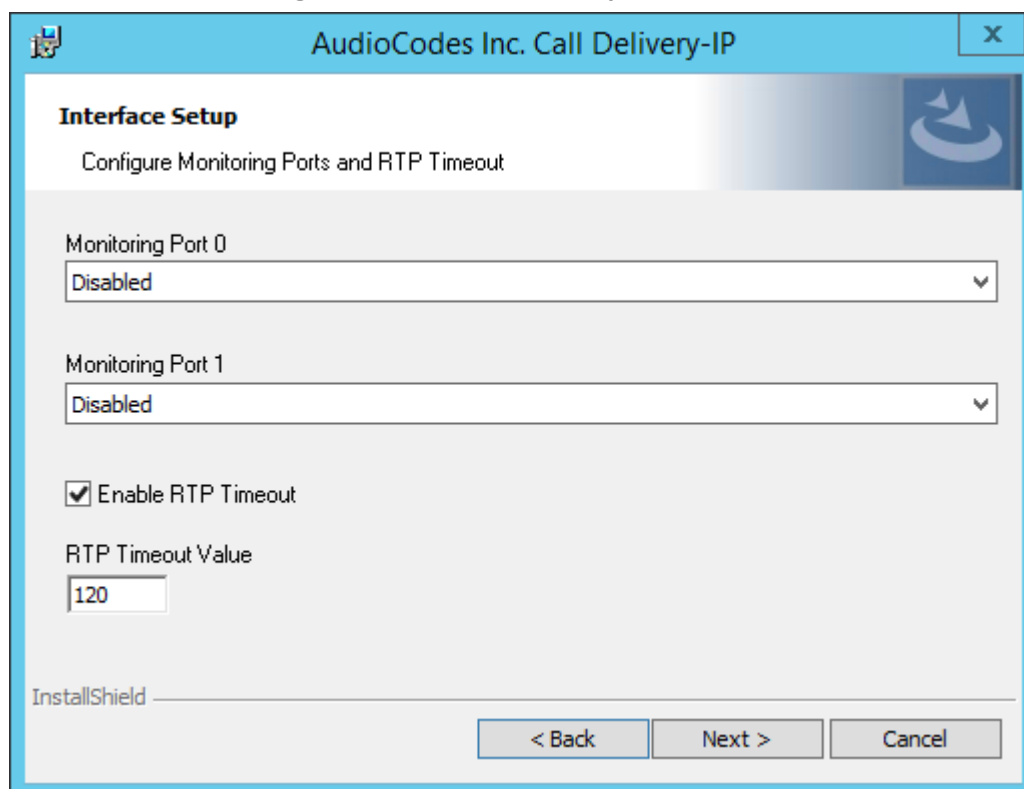 AudioCodes Inc. Call Delivery-IP
x
Interface Setup
Configure Monitoring Ports and RTP Timeout
Monitoring Port 0
Disabled
Monitoring Port 1
Disabled
Enable RTP Timeout
RTP Timeout Value
120
InstallShield
< Back
Next >
Cancel